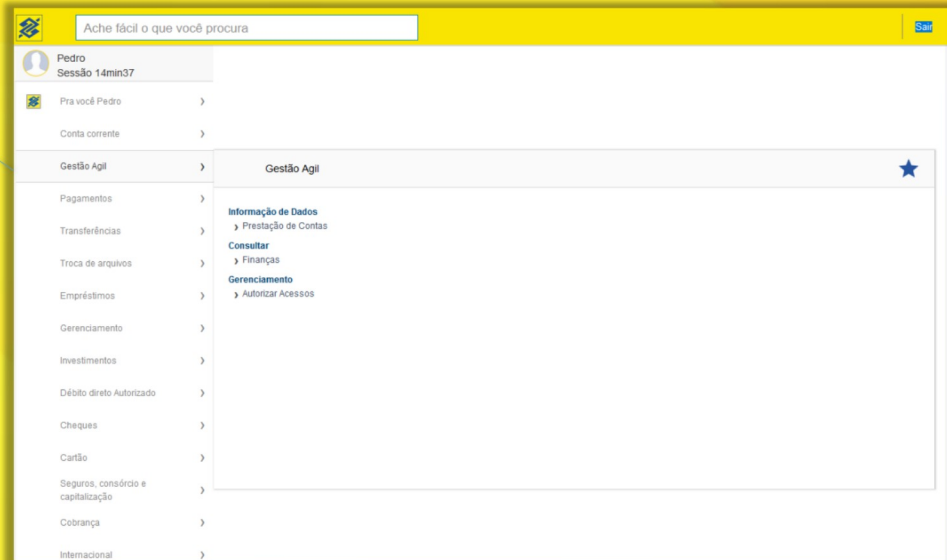 Ache fácil o que você procura
Sair
Pedro
Sessão 14min37
Pra você Pedro
Conta corrente
Gestão Agil
Pagamentos
Transferências
Troca de arquivos
Empréstimos
Gerenciamento
Investimentos
Débito direto Autorizado
Cheques
Cartão
Seguros, consórcio e
capitalização
Cobrança
Internacional
Gestão Agil
Informação de Dados
Prestação de Contas
Consultar
Finanças
Gerenciamento
Autorizar Acessos